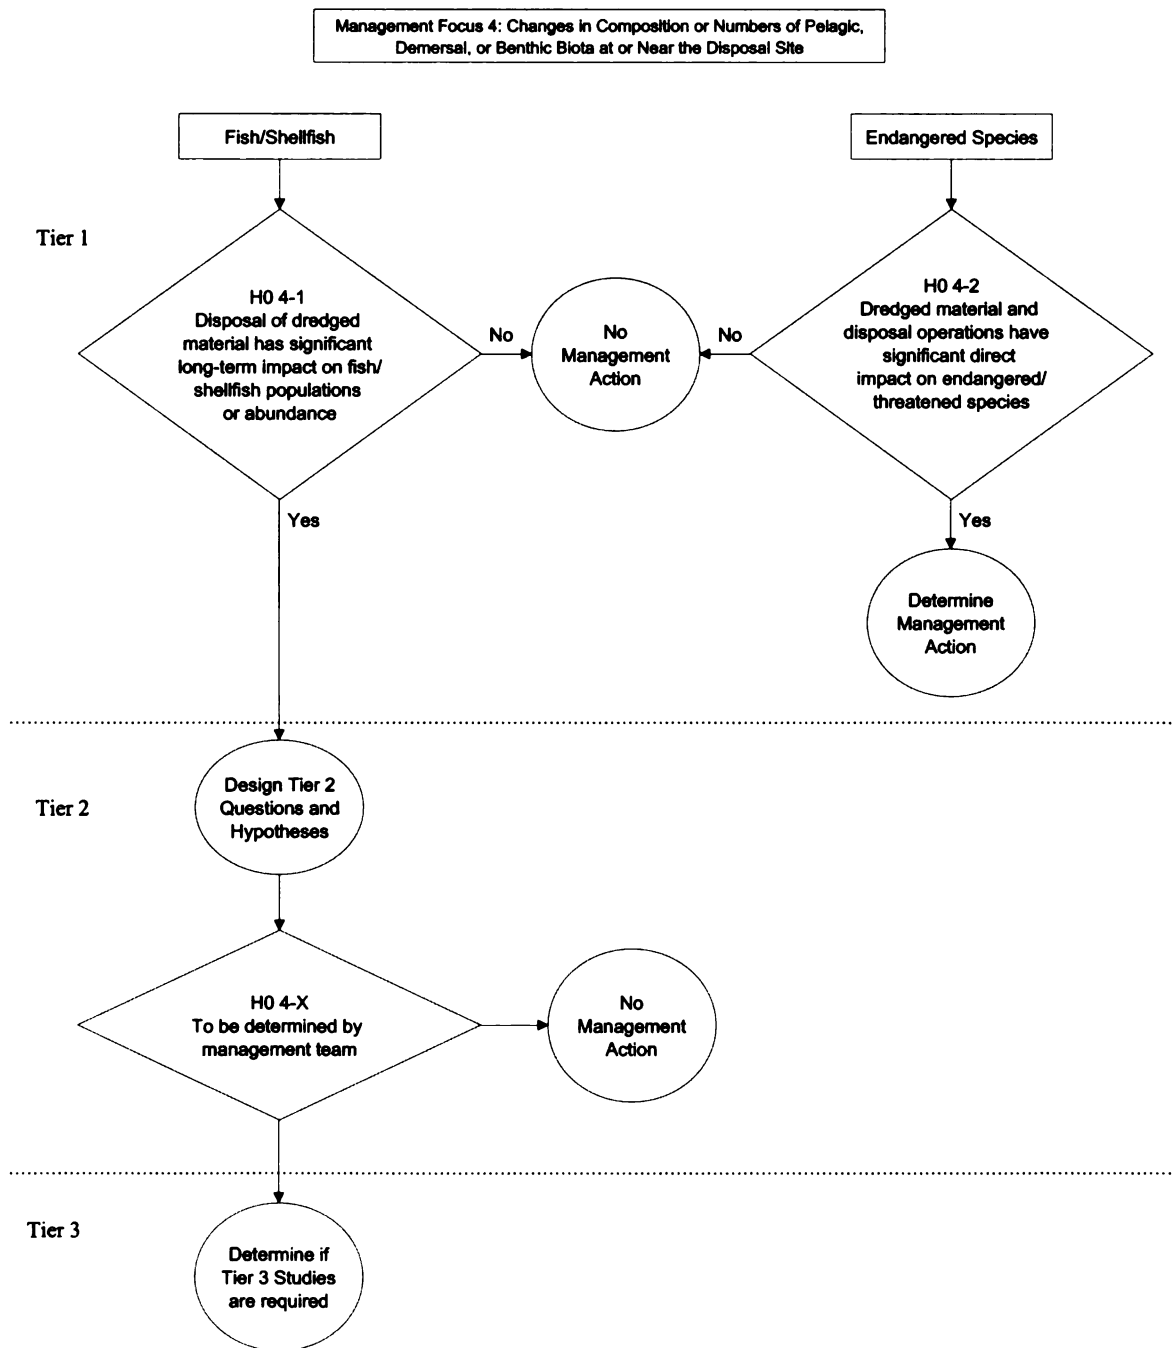 Management Focus 4: Changes in Composition or Numbers of Pelagic,
Demersal, or Benthic Biota at or Near the Disposal Site
Fish/Shellfish
Endangered Species
Tier 1
H0 4-1
Disposal of dredged
material has significant
long-term impact on fish/
shellfish populations
or abundance
No
No
Management
Action
No
H0 4-2
Dredged material and
disposal operations have
significant direct
impact on endangered/
threatened species
Yes
Yes
Determine
Management
Action
Tier 2
Design Tier 2
Questions and
Hypotheses
H0 4-X
To be determined by
management team
No
Management
Action
Tier 3
Determine if
Tier 3 Studies
are required